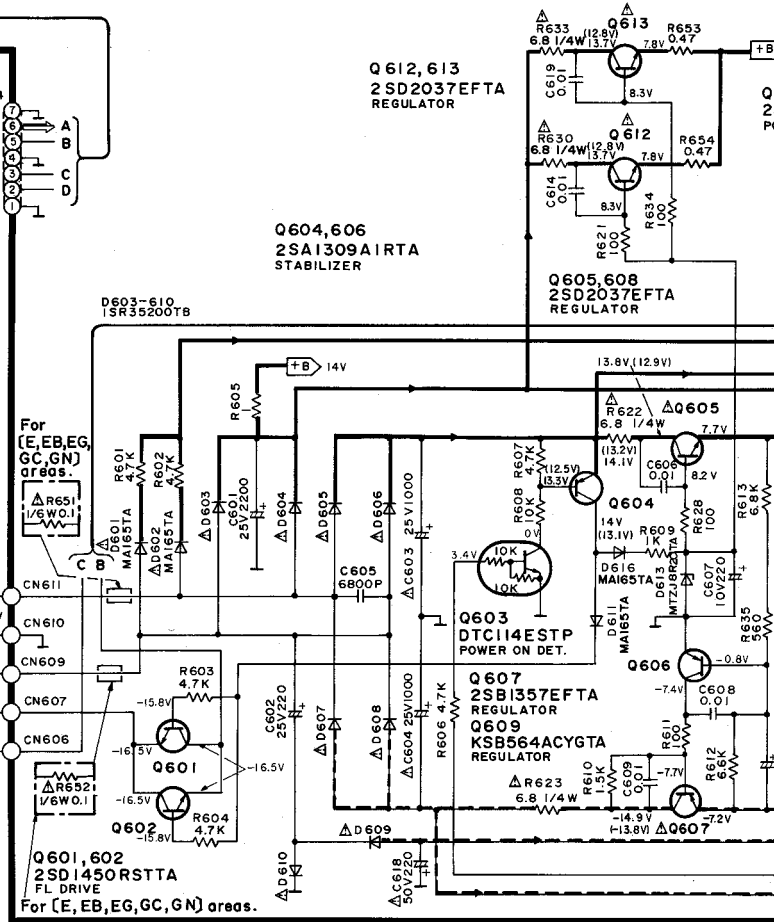 Q612,613
2SD2037EFTA
REGULATOR
⚠
R633
6.8 1/4W
(12.8V)
13.7V
⚠
Q613
7.8V
R653
0.47
+B
C619
0.01
8.3V
Q
2
P
⚠
R630
6.8 1/4W
(12.8V)
13.7V
⚠
Q612
7.8V
R654
0.47
C614
0.01
8.3V
R621
100
R634
100
7
6
5
4
3
2
1
A
B
C
D
Q604,606
2SA1309A1RTA
STABILIZER
Q605,608
2SD2037EFTA
REGULATOR
D603-610
1SR35200TB
+B
14V
R605
13.8V(12.9V)
⚠
R622
6.8 1/4W
⚠Q605
7.7V
(13.2V)
14.1V
C606
0.01
8.2V
For
[E,EB,EG,
GC,GN]
areas.
⚠R651
1/6W0.1
R601
4.7K
R602
4.7K
⚠D601
MA165TA
⚠D602
MA165TA
⚠D603
C601
25V2200
⚠D604
⚠D605
⚠D606
C605
6800P
⚠C603 25V1000
R607
4.7K
R608
10K
(12.5V)
13.3V
Q604
0V
14V
(13.1V)
R609
1K
R628
100
R613
6.8K
3.4V
10K
10K
D616
MA165TA
D611
MA165TA
D613
C607
10V220
R635
560
C B
CN611
CN610
CN609
CN607
CN606
Q603
DTC114ESTP
POWER ON DET.
Q606
-0.8V
-7.4V
C608
0.01
R603
4.7K
-15.8V
-16.5V
Q601
-16.5V
-16.5V
-15.8V
Q602
R604
4.7K
C602
25V220
⚠D607
⚠D608
⚠C604 25V1000
R606 4.7K
Q607
2SB1357EFTA
REGULATOR
Q609
KSB564ACYGTA
REGULATOR
R611
100
R612
6.6K
⚠R623
6.8 1/4W
R610
1.5K
C609
0.01
-7.7V
-14.9V
(-13.8V)
⚠Q607
-7.2V
⚠R652
1/6W0.1
⚠D609
⚠D610
⚠C618
50V220
Q601,602
2SD1450RSTTA
FL DRIVE
For [E, EB,EG,GC,GN] areas.